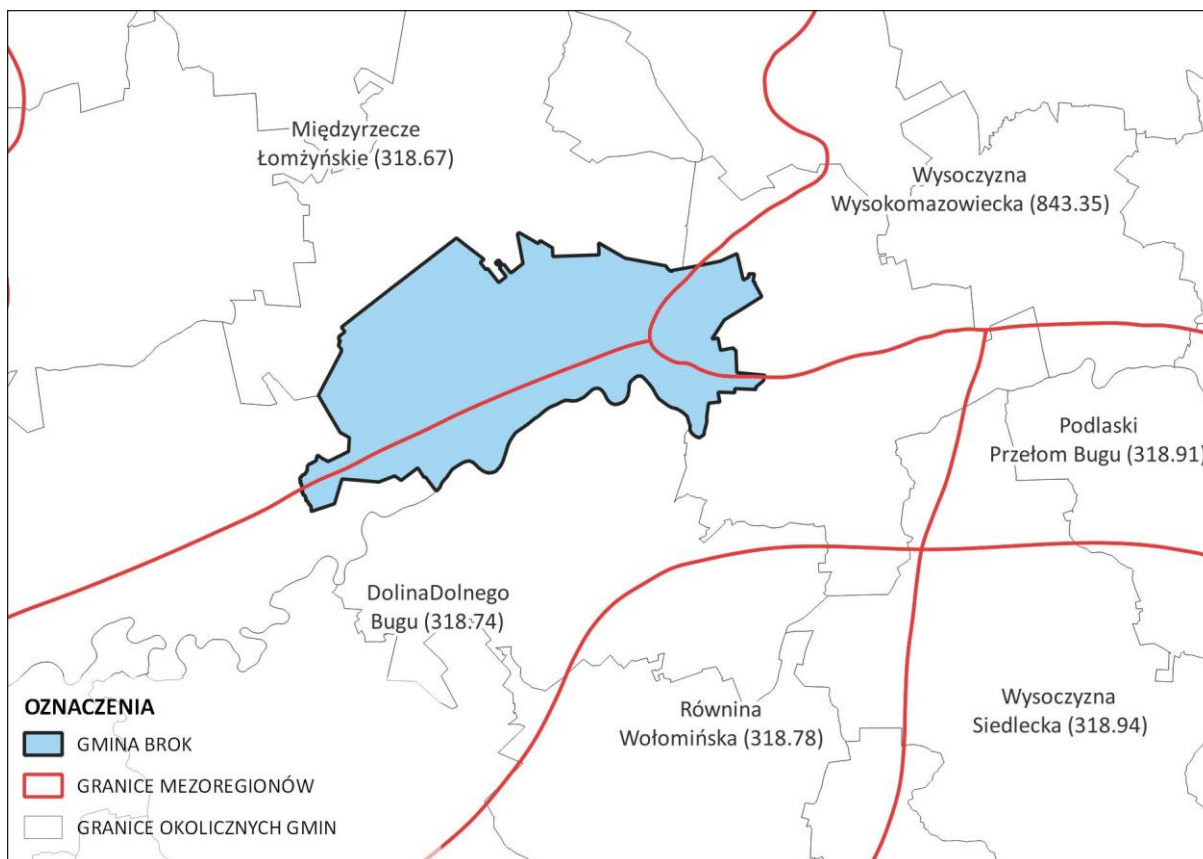 Międzyrzecze
Łomżyńskie (318.67)
Wysoczyzna
Wysokomazowiecka (843.35)
Podlaski
Przełom Bugu (318.91)
DolinaDolnego
Bugu (318.74)
Równina
Wołomińska (318.78)
Wysoczyzna
Siedlecka (318.94)
OZNACZENIA
GMINA BROK
GRANICE MEZOREGIONÓW
GRANICE OKOLICZNYCH GMIN